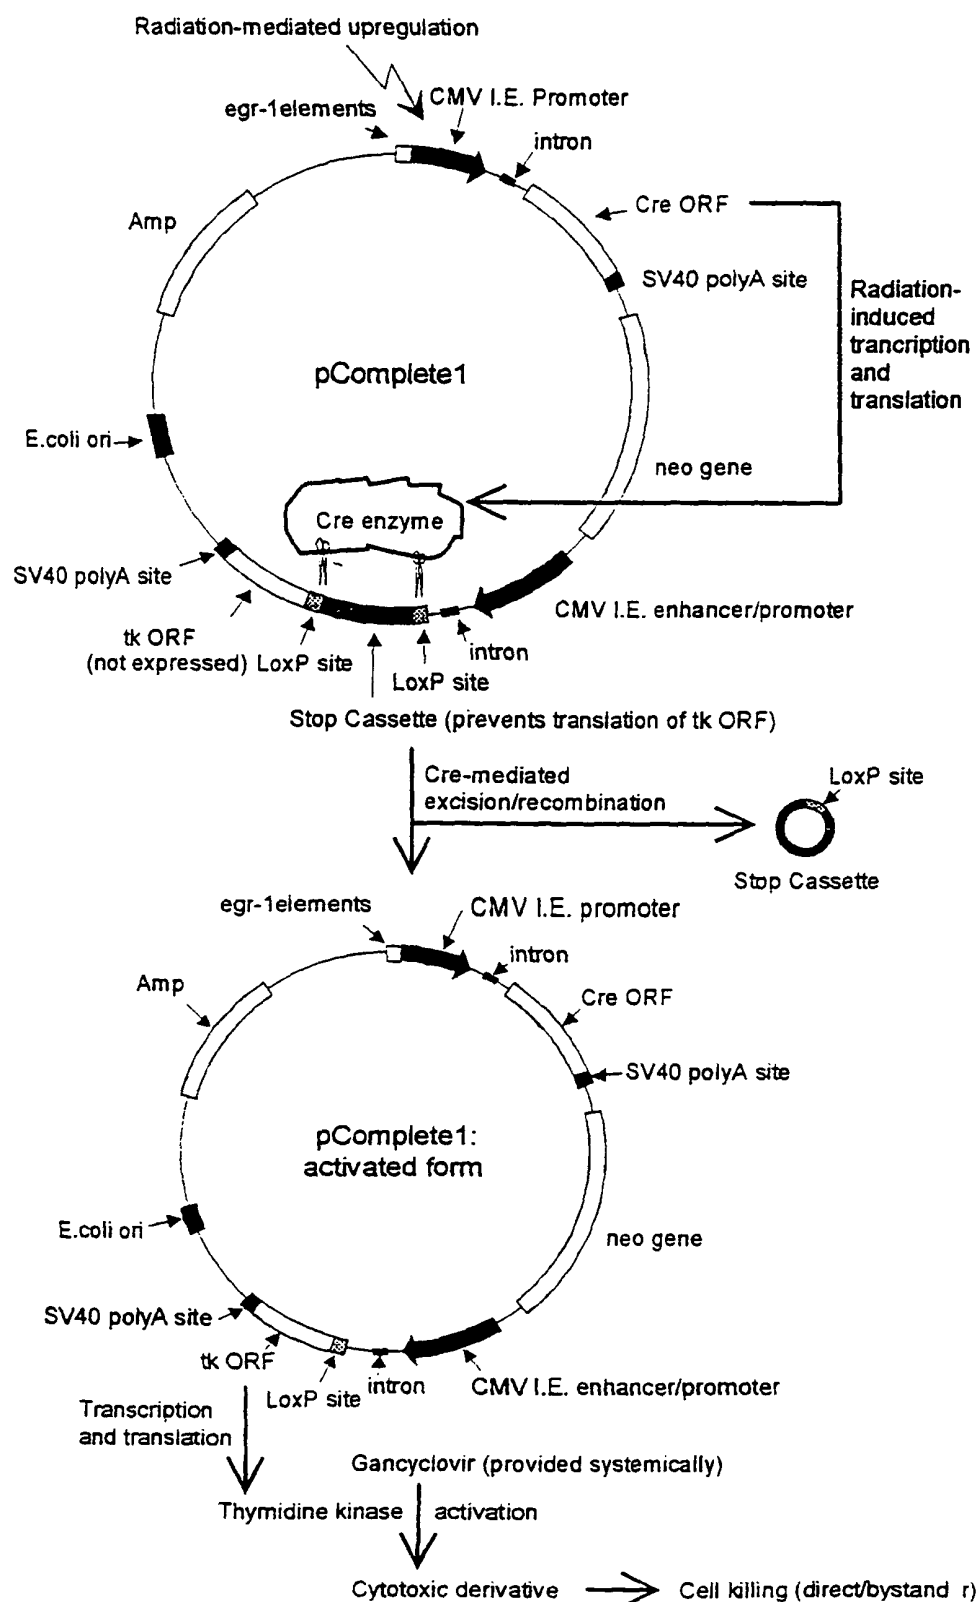 Radiation-mediated upregulation
egr-1elements
CMV I.E. Promoter
intron
Amp
Cre ORF
SV40 polyA site
Radiation-
induced
trancription
and
translation
pComplete1
E.coli ori
neo gene
Cre enzyme
SV40 polyA site
CMV I.E. enhancer/promoter
tk ORF
(not expressed)
LoxP site
intron
LoxP site
Stop Cassette (prevents translation of tk ORF)
Cre-mediated
excision/recombination
LoxP site
Stop Cassette
egr-1elements
CMV I.E. promoter
intron
Amp
Cre ORF
SV40 polyA site
pComplete1:
activated form
E.coli ori
neo gene
SV40 polyA site
tk ORF
LoxP site
intron
CMV I.E. enhancer/promoter
Transcription
and translation
Gancyclovir (provided systemically)
Thymidine kinase
activation
Cytotoxic derivative
Cell killing (direct/bystand r)